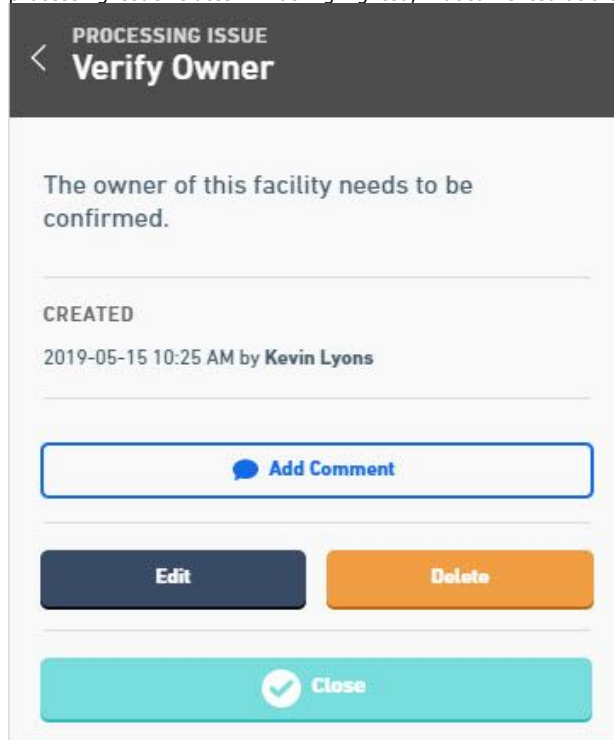 PROCESSING ISSUE
Verify Owner
The owner of this facility needs to be
confirmed.
CREATED
2019-05-15 10:25 AM by Kevin Lyons
Add Comment
Edit
Delete
Close